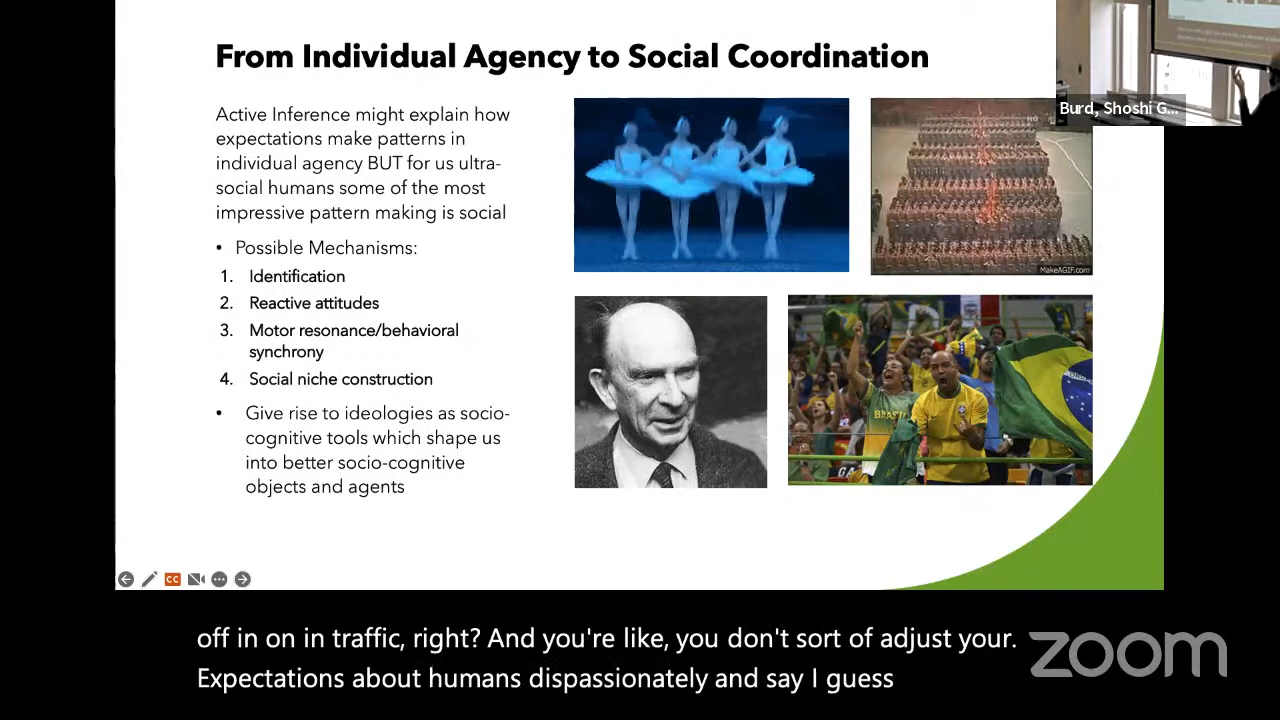 From Individual Agency to Social Coordination
Active Inference might explain how
expectations make patterns in
individual agency BUT for us ultra-
social humans some of the most
impressive pattern making is social
• Possible Mechanisms:
1. Identification
2. Reactive attitudes
3. Motor resonance/behavioral
synchrony
4. Social niche construction
• Give rise to ideologies as socio-
cognitive tools which shape us
into better socio-cognitive
objects and agents
MakeAGIF.com
BRASIL
Burd, Shoshi G...
CC
off in on in traffic, right? And you're like, you don't sort of adjust your.
Expectations about humans dispassionately and say I guess
zoom